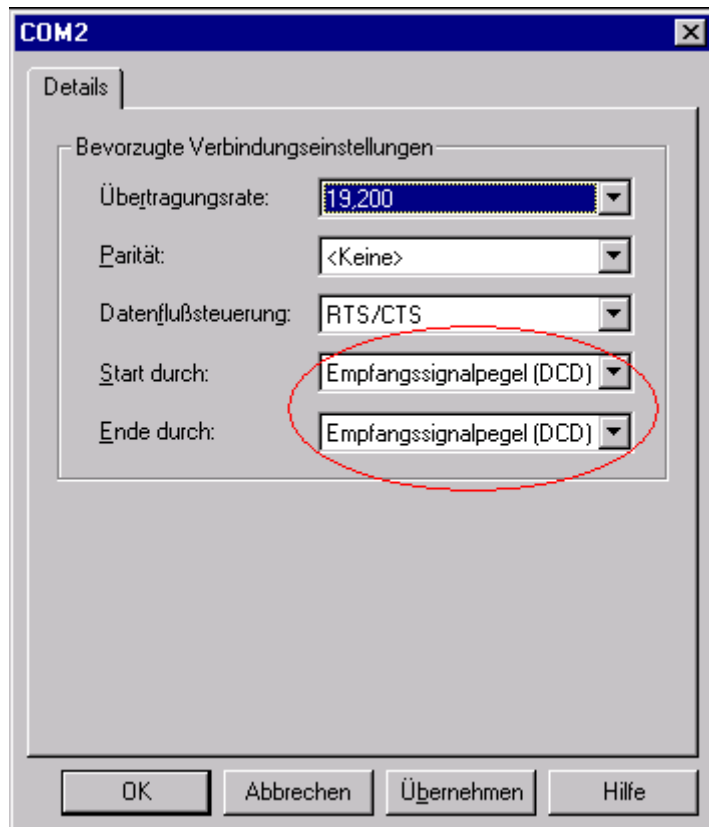 COM2
Details
Bevorzugte Verbindungseinstellungen
Übertragungsrate: 19,200
Parität: <Keine>
Datenflußsteuerung: RTS/CTS
Start durch: Empfangssignalpegel (DCD)
Ende durch: Empfangssignalpegel (DCD)
OK Abbrechen Übernehmen Hilfe